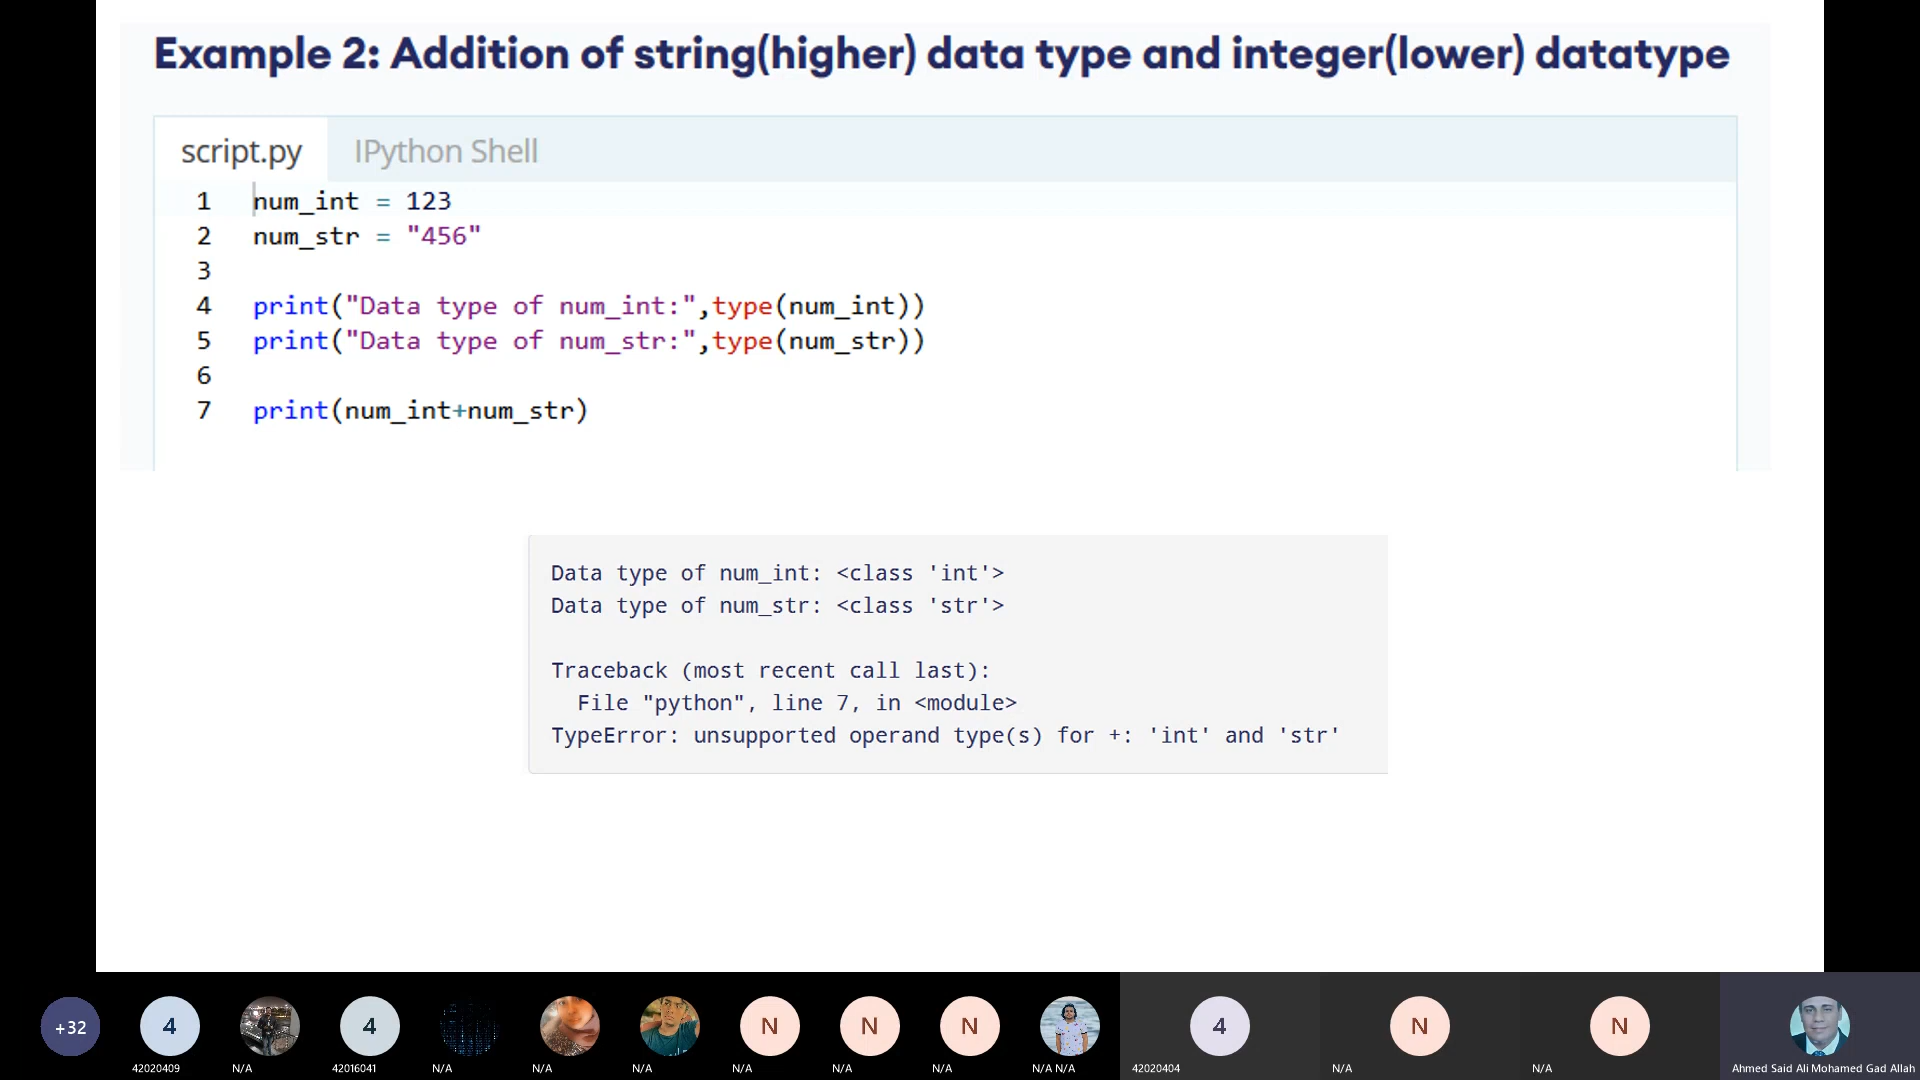 Example 2: Addition of string(higher) data type and integer(lower) datatype
script.py IPython Shell
1 num_int = 123
2 num_str = "456"
3
4 print("Data type of num_int:",type(num_int))
5 print("Data type of num_str:",type(num_str))
6
7 print(num_int+num_str)
Data type of num_int: <class 'int'>
Data type of num_str: <class 'str'>
Traceback (most recent call last):
File "python", line 7, in <module>
TypeError: unsupported operand type(s) for +: 'int' and 'str'
+32 4 4 N N N 4 N N
42020409 N/A 42016041 N/A N/A N/A N/A N/A N/A N/A N/A 42020404 N/A N/A Ahmed Said Ali Mohamed Gad Allah